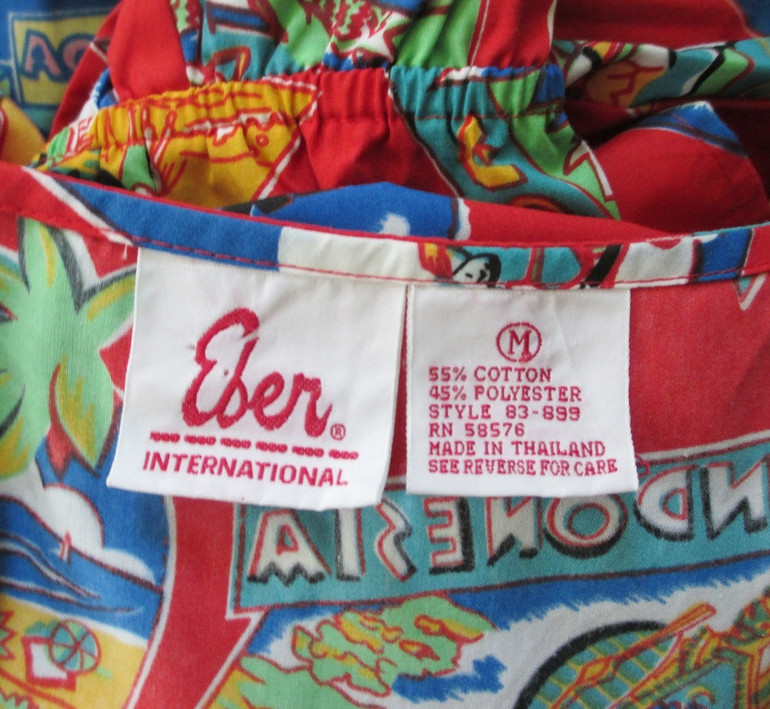 Eber®
INTERNATIONAL
M
55% COTTON
45% POLYESTER
STYLE 83-899
RN 58576
MADE IN THAILAND
SEE REVERSE FOR CARE
INDONESIA